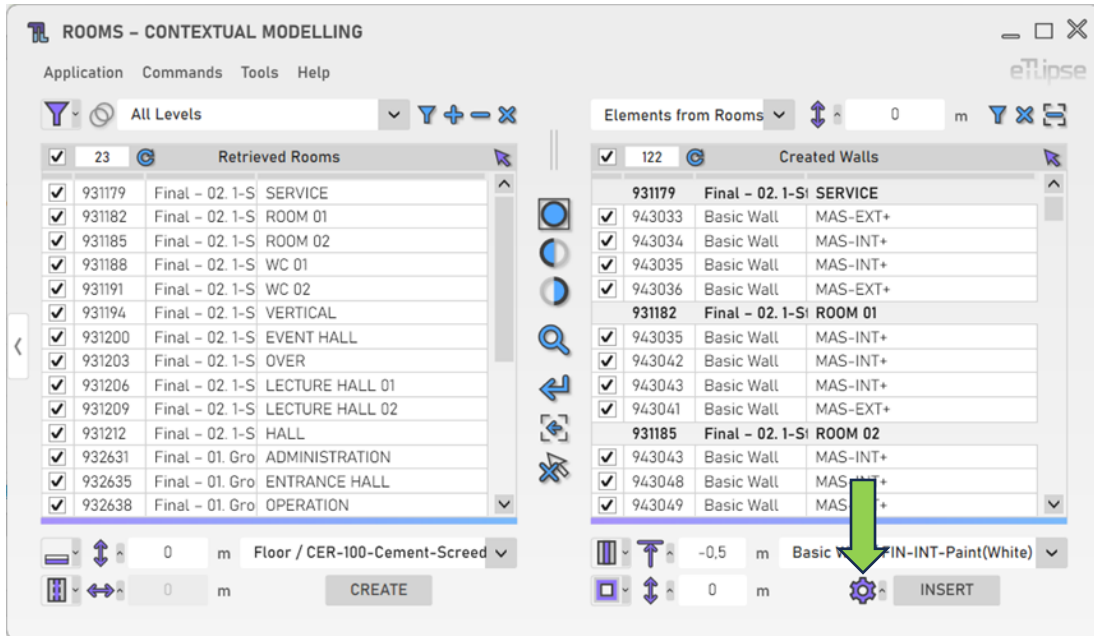 ROOMS – CONTEXTUAL MODELLING
Application Commands Tools Help
eTLipse
All Levels
Elements from Rooms 0 m
23 Retrieved Rooms
931179 Final – 02. 1-S SERVICE
931182 Final – 02. 1-S ROOM 01
931185 Final – 02. 1-S ROOM 02
931188 Final – 02. 1-S WC 01
931191 Final – 02. 1-S WC 02
931194 Final – 02. 1-S VERTICAL
931200 Final – 02. 1-S EVENT HALL
931203 Final – 02. 1-S OVER
931206 Final – 02. 1-S LECTURE HALL 01
931209 Final – 02. 1-S LECTURE HALL 02
931212 Final – 02. 1-S HALL
932631 Final – 01. Gro ADMINISTRATION
932635 Final – 01. Gro ENTRANCE HALL
932638 Final – 01. Gro OPERATION
122 Created Walls
931179 Final – 02. 1-St SERVICE
943033 Basic Wall MAS-EXT+
943034 Basic Wall MAS-INT+
943035 Basic Wall MAS-INT+
943036 Basic Wall MAS-EXT+
931182 Final – 02. 1-St ROOM 01
943035 Basic Wall MAS-INT+
943042 Basic Wall MAS-INT+
943043 Basic Wall MAS-INT+
943041 Basic Wall MAS-EXT+
931185 Final – 02. 1-St ROOM 02
943043 Basic Wall MAS-INT+
943048 Basic Wall
943049 Basic Wall
0 m Floor / CER-100-Cement-Screed
0 m CREATE
-0,5 m Basic FIN-INT-Paint(White)
0 m INSERT